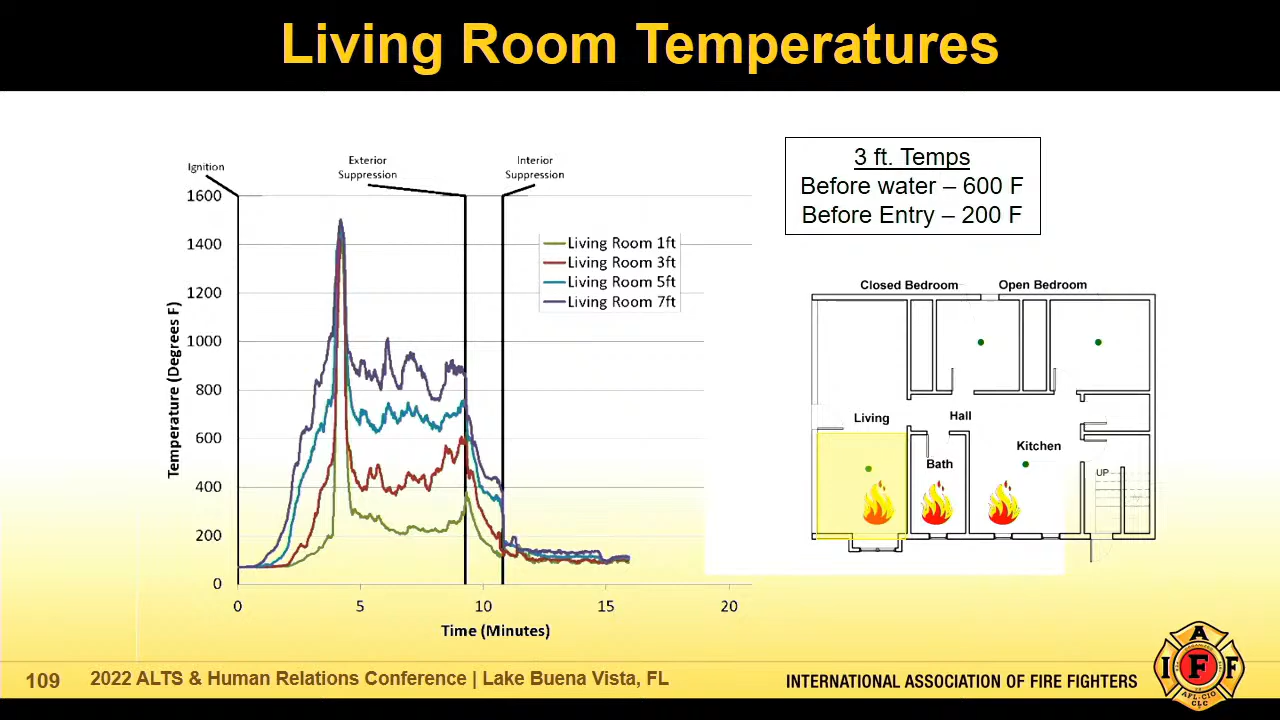 Living Room Temperatures
Ignition
Exterior
Suppression
Interior
Suppression
1600
1400
1200
1000
800
600
400
200
0
Temperature (Degrees F)
0
5
10
15
20
Time (Minutes)
Living Room 1ft
Living Room 3ft
Living Room 5ft
Living Room 7ft
3 ft. Temps
Before water – 600 F
Before Entry – 200 F
Closed Bedroom
Open Bedroom
Living
Hall
Kitchen
Bath
UP
109
2022 ALTS & Human Relations Conference | Lake Buena Vista, FL
INTERNATIONAL ASSOCIATION OF FIRE FIGHTERS
A
I F F
AFL-CIO
CLC